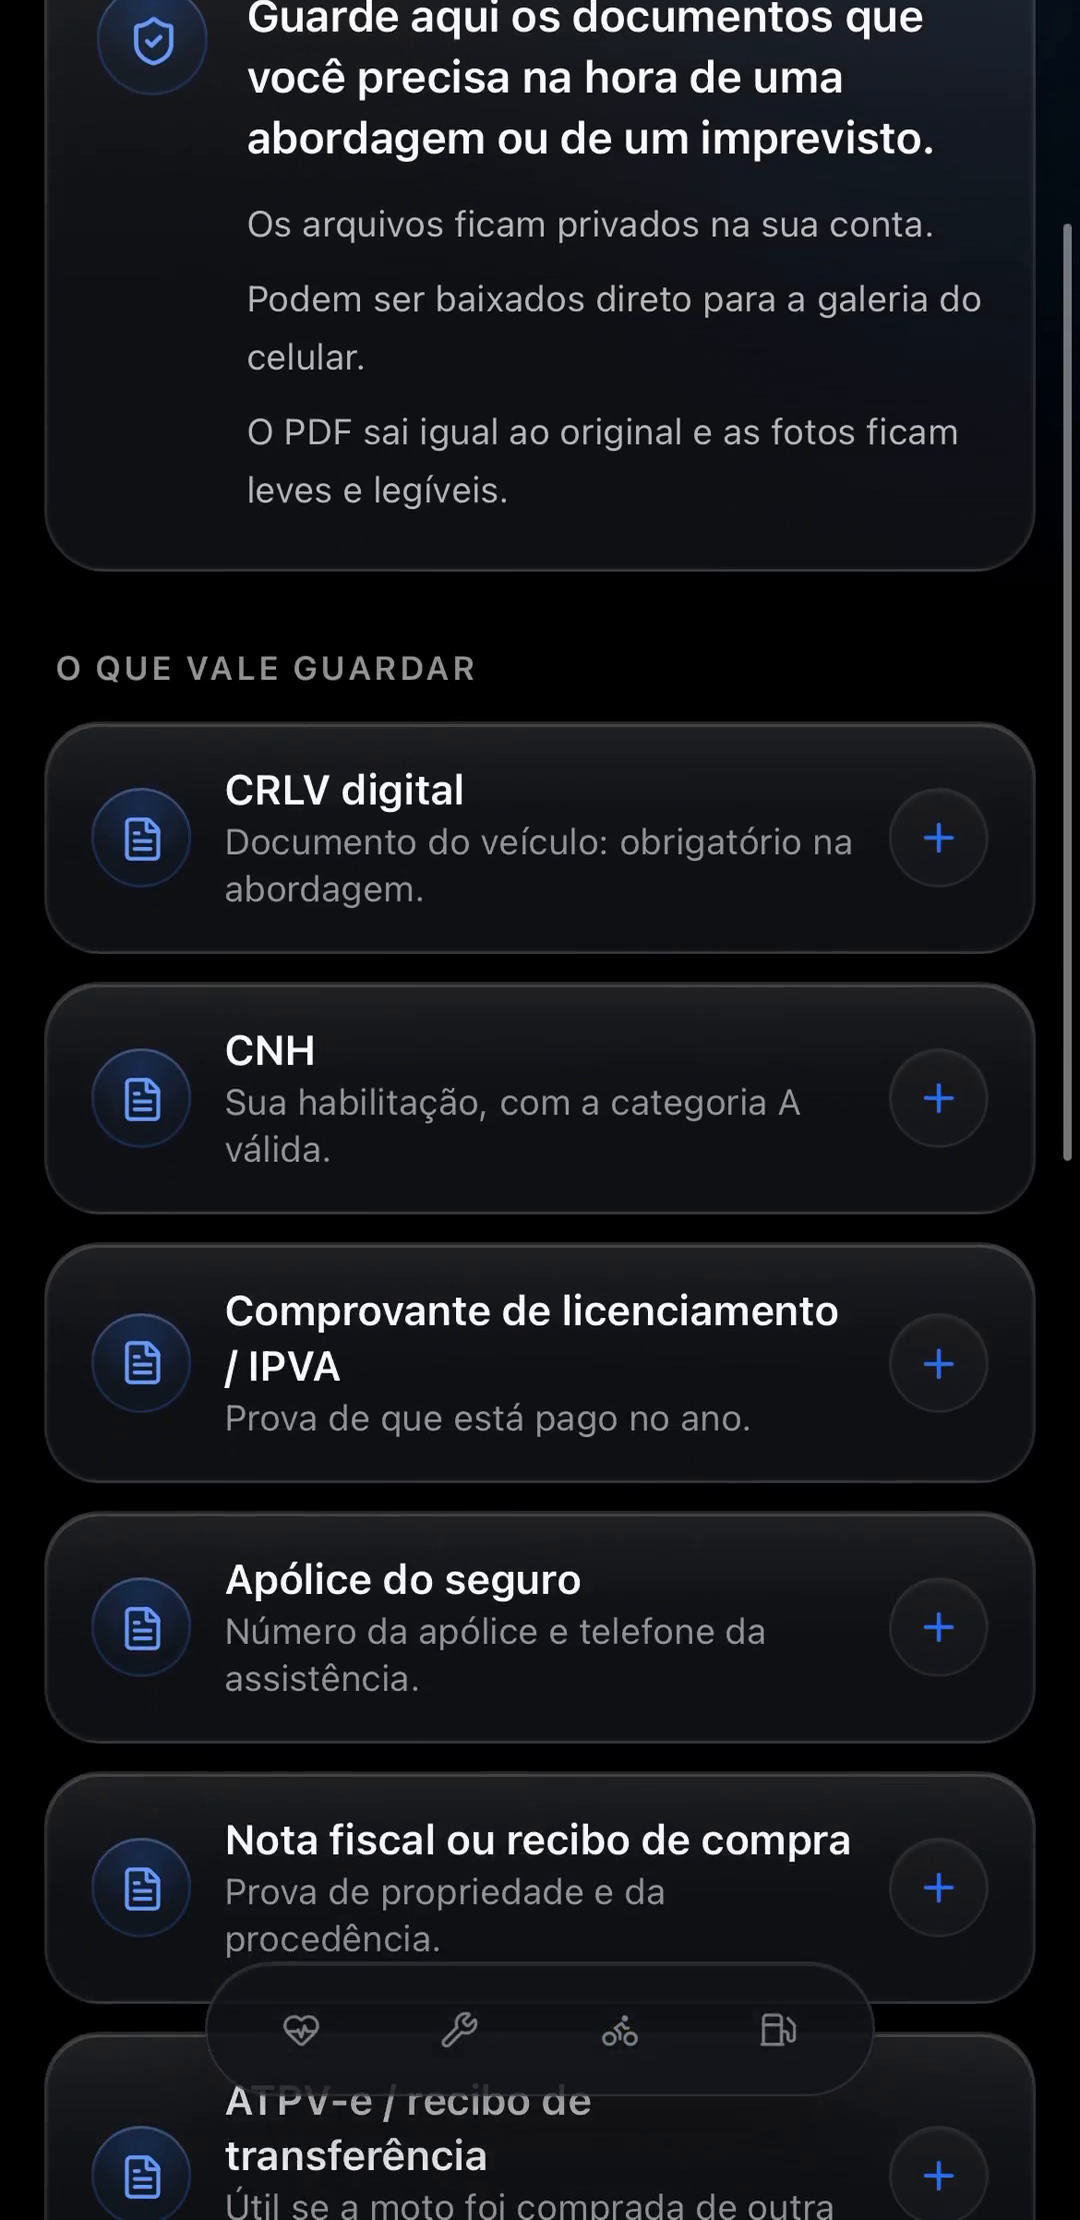 Guarde aqui os documentos que
você precisa na hora de uma
abordagem ou de um imprevisto.
Os arquivos ficam privados na sua conta.
Podem ser baixados direto para a galeria do
celular.
O PDF sai igual ao original e as fotos ficam
leves e legíveis.
O QUE VALE GUARDAR
CRLV digital
Documento do veículo: obrigatório na
abordagem.
CNH
Sua habilitação, com a categoria A
válida.
Comprovante de licenciamento
/ IPVA
Prova de que está pago no ano.
Apólice do seguro
Número da apólice e telefone da
assistência.
Nota fiscal ou recibo de compra
Prova de propriedade e da
procedência.
ATPV-e / recibo de
transferência
Útil se a moto foi comprada de outra